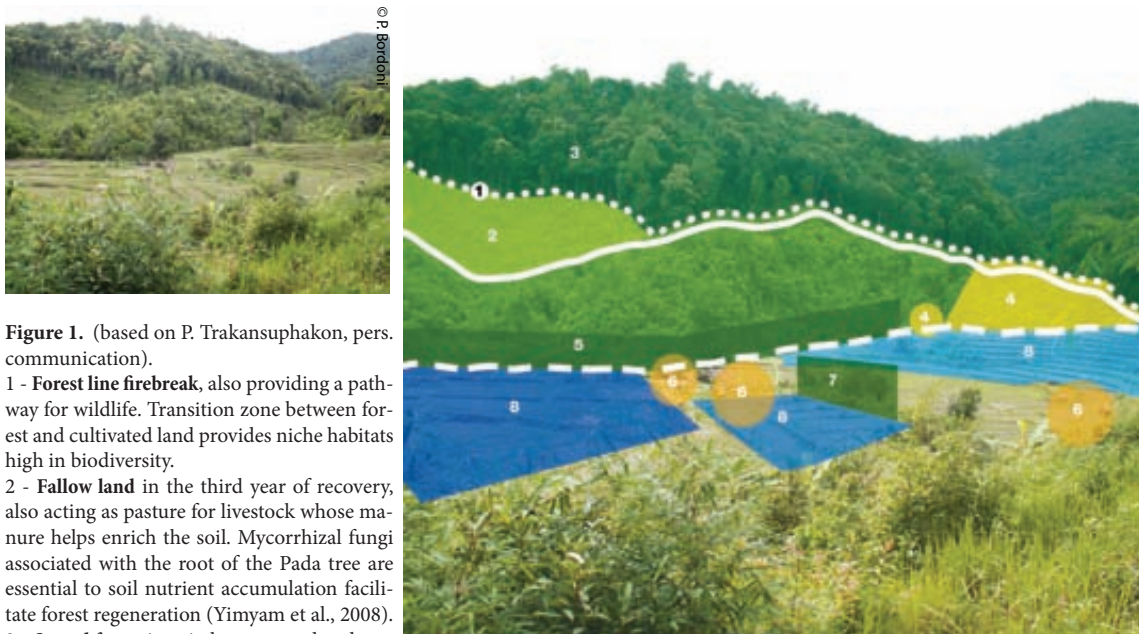 © P. Bordoni
Figure 1. (based on P. Trakansuphakon, pers.
communication).
1 - Forest line firebreak, also providing a path-
way for wildlife. Transition zone between for-
est and cultivated land provides niche habitats
high in biodiversity.
2 - Fallow land in the third year of recovery,
also acting as pasture for livestock whose ma-
nure helps enrich the soil. Mycorrhizal fungi
associated with the root of the Pada tree are
essential to soil nutrient accumulation facili-
tate forest regeneration (Yimyam et al., 2008).
3
1
2
4
4
5
8
6
6
7
8
8
6